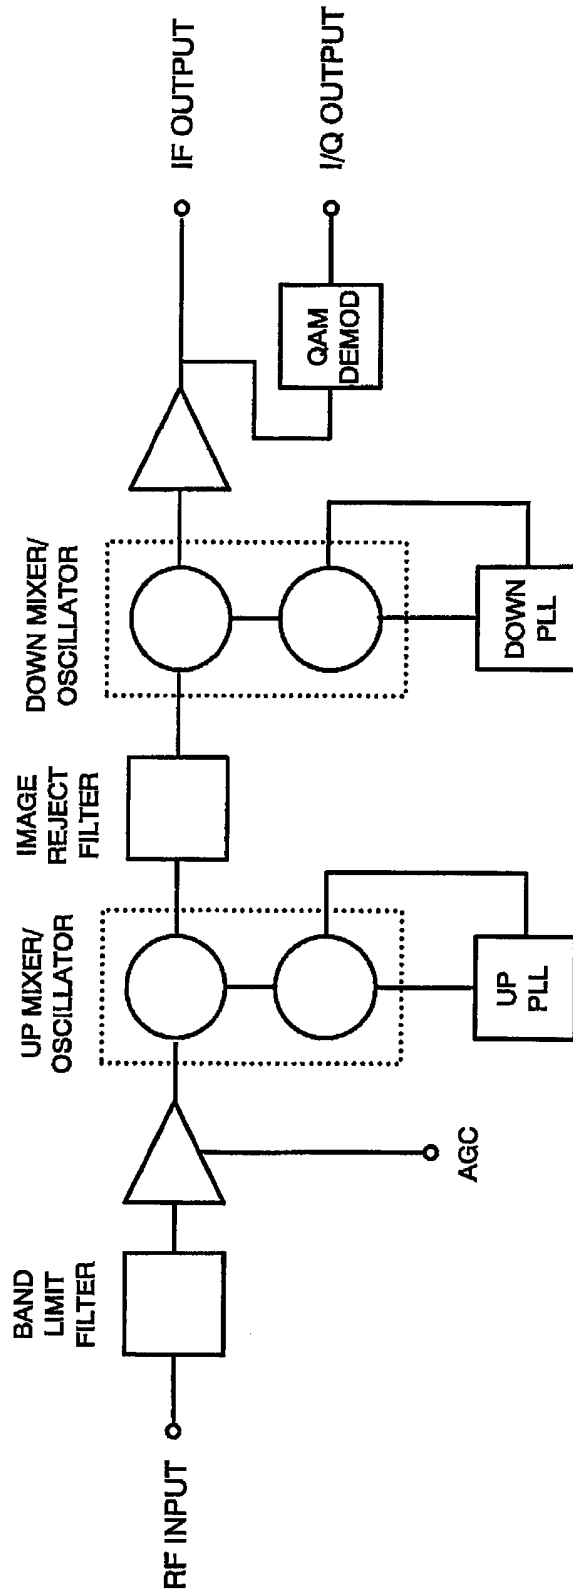 RF INPUT
BAND
LIMIT
FILTER
AGC
UP MIXER/
OSCILLATOR
UP
PLL
IMAGE
REJECT
FILTER
DOWN MIXER/
OSCILLATOR
DOWN
PLL
QAM
DEMOD
IF OUTPUT
I/Q OUTPUT